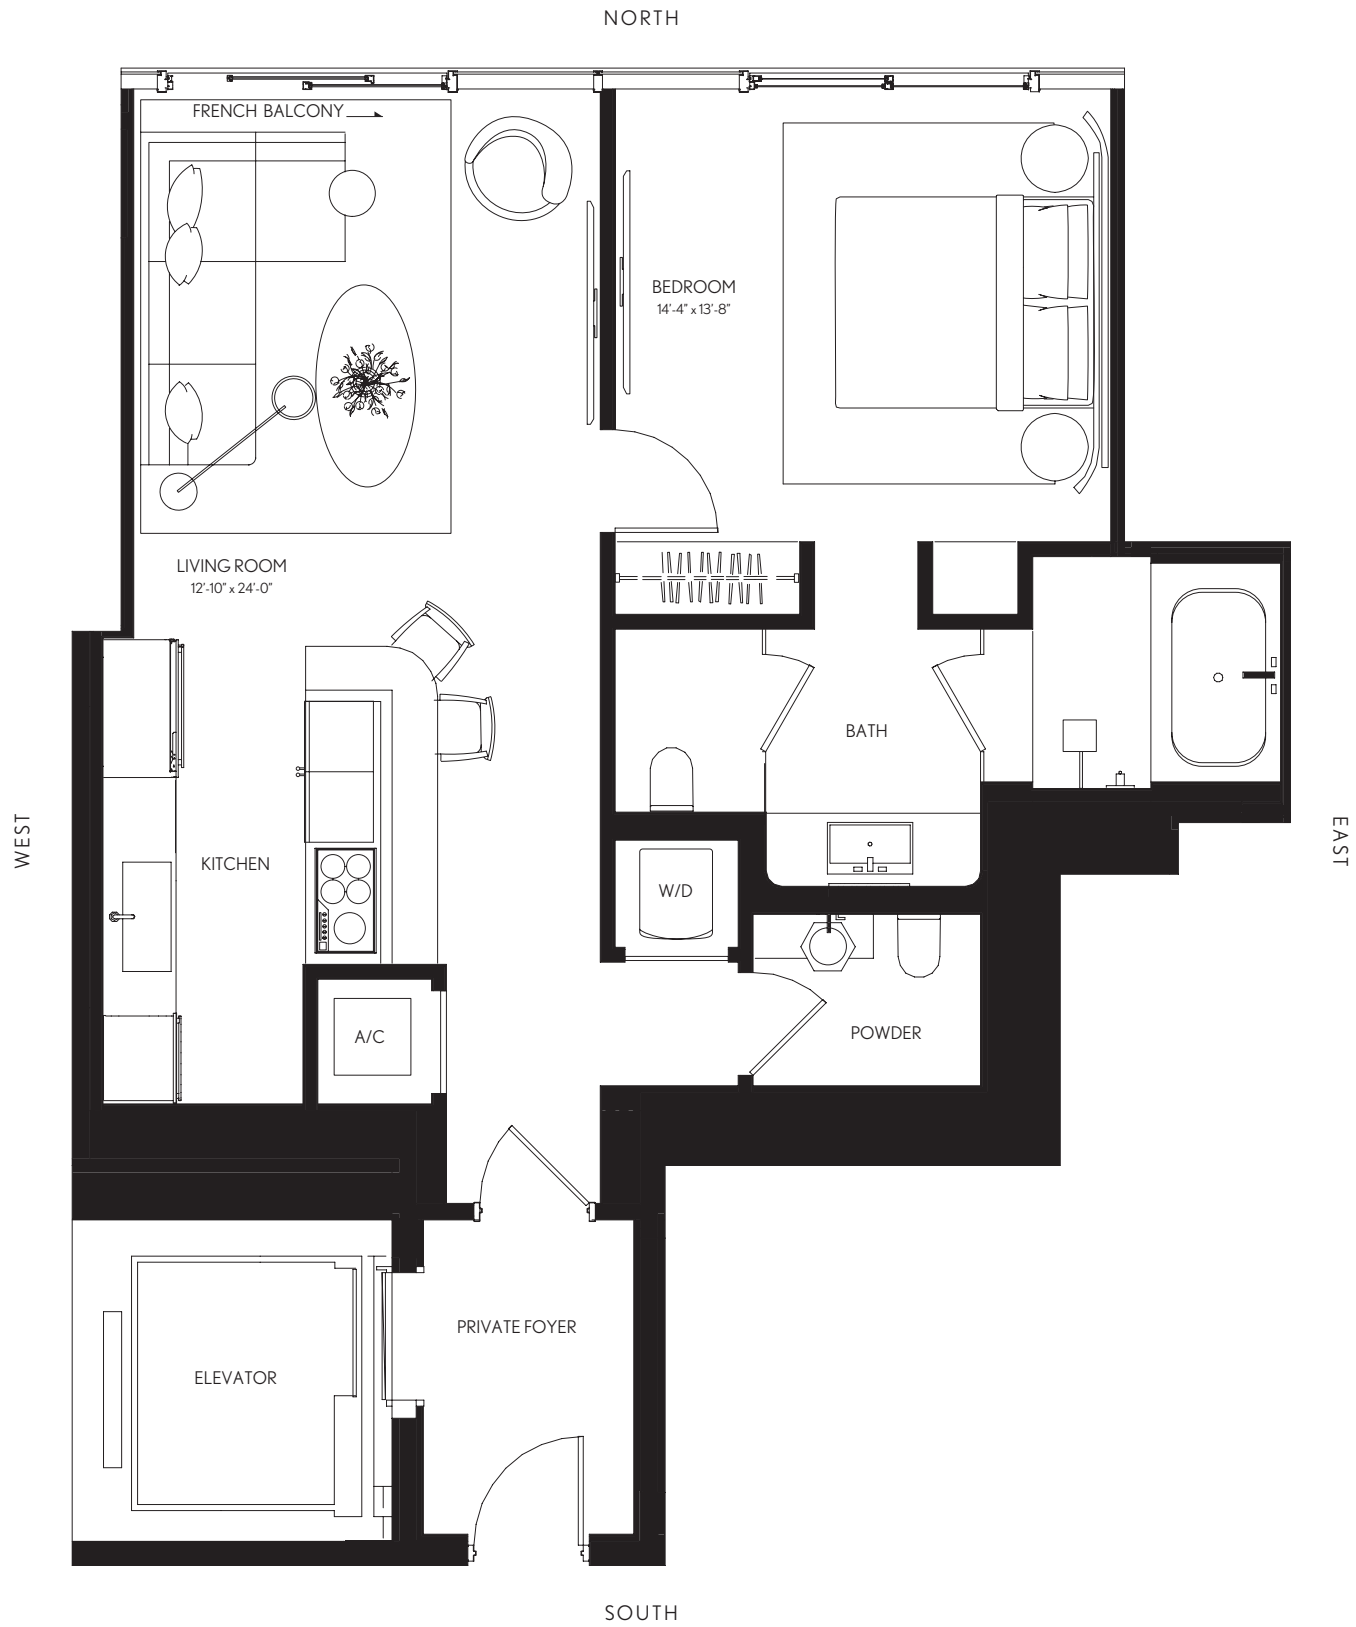 NORTH
FRENCH BALCONY
BEDROOM
14'-4" x 13'-8"
LIVING ROOM
12'-10" x 24'-0"
BATH
WEST
EAST
KITCHEN
W/D
A/C
POWDER
PRIVATE FOYER
ELEVATOR
SOUTH